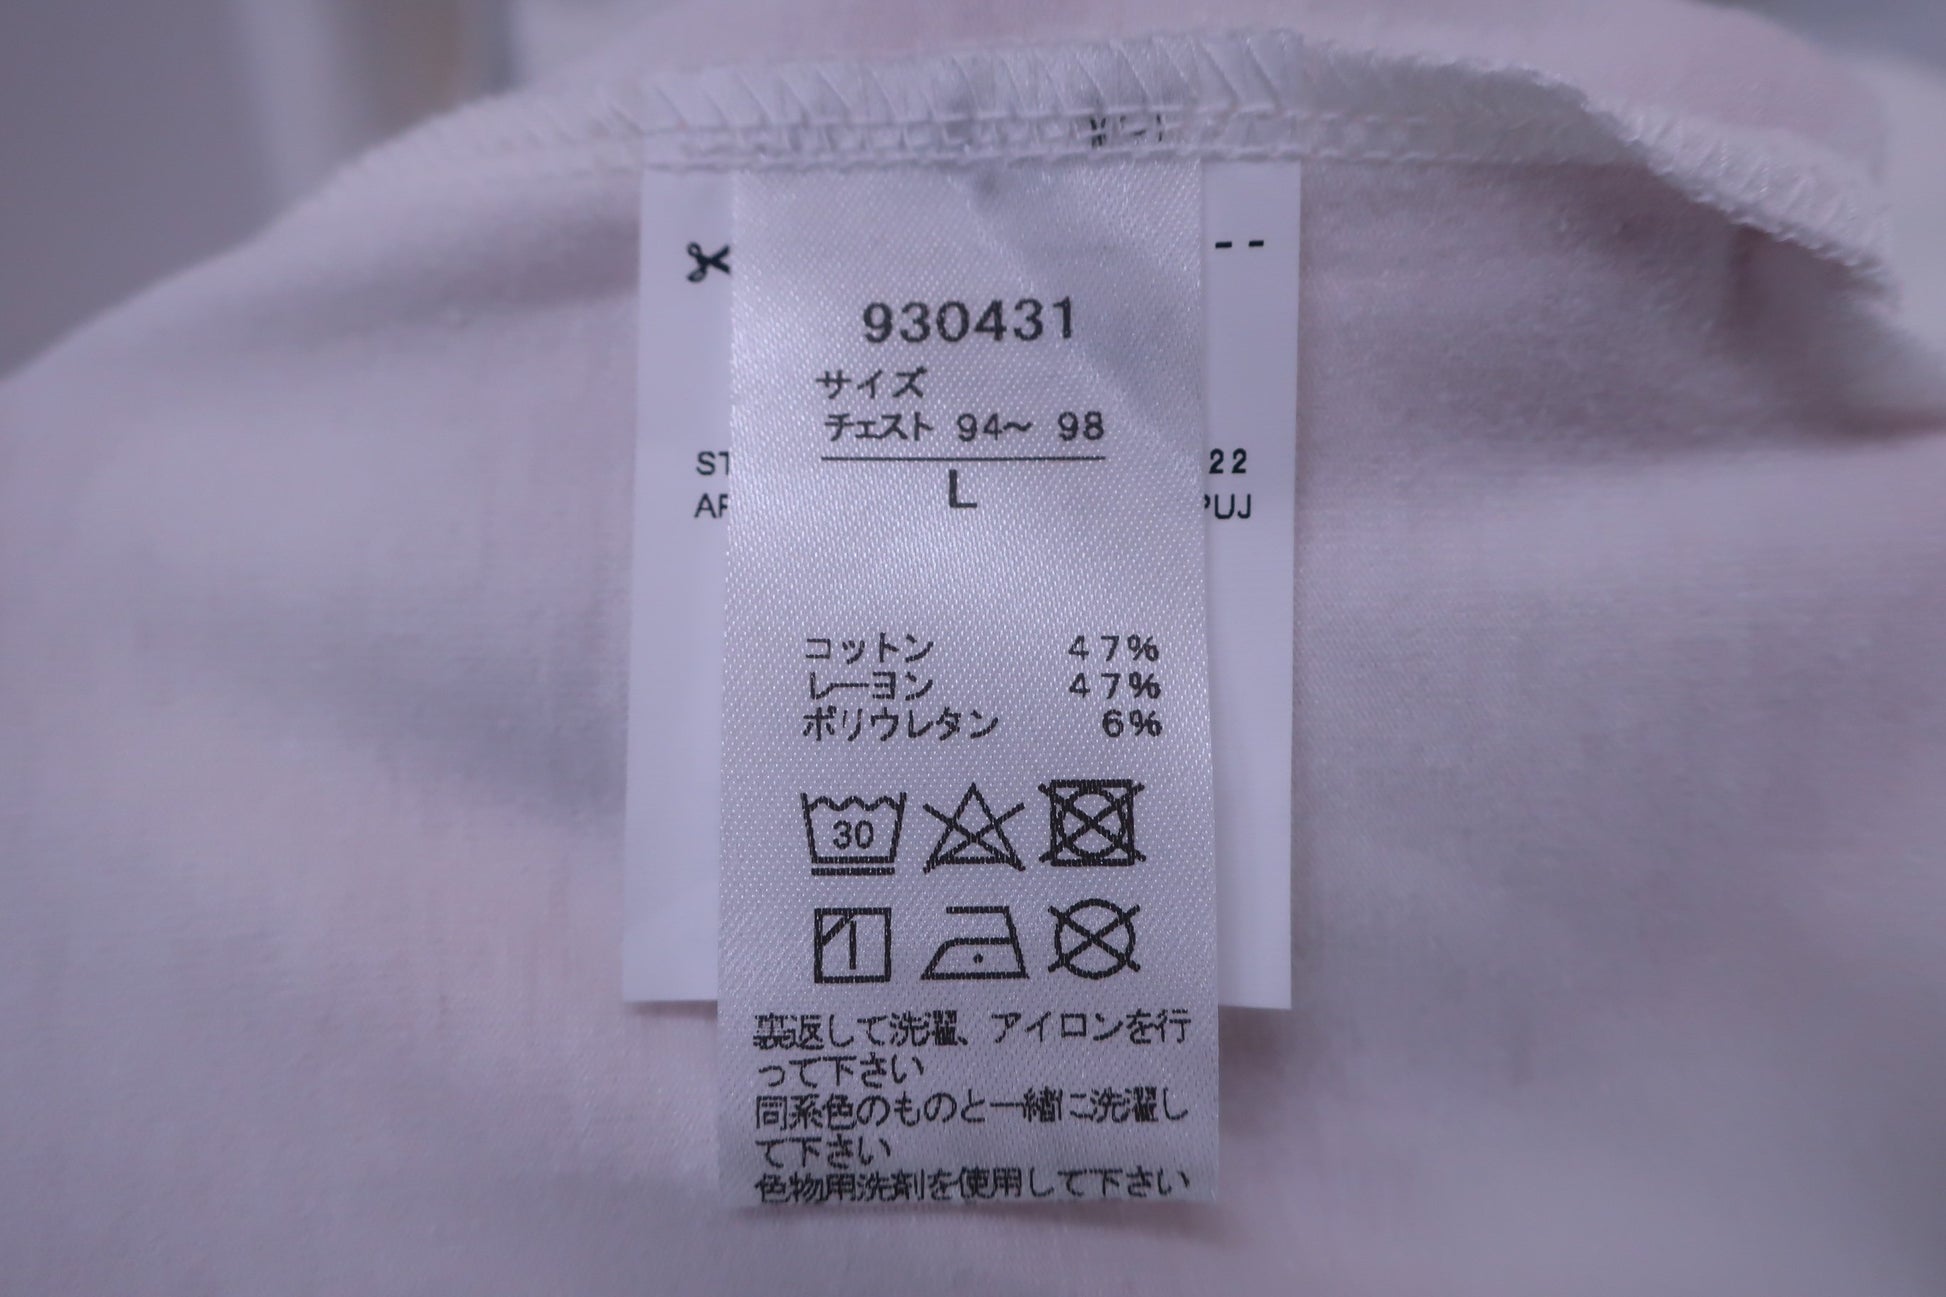 --
930431
サイズ
チェスト 94〜 98
L
22
PUJ
コットン 47%
レーヨン 47%
ポリウレタン 6%
30
裏返して洗濯、アイロンを行
って下さい
同系色のものと一緒に洗濯し
て下さい
色物用洗剤を使用して下さい